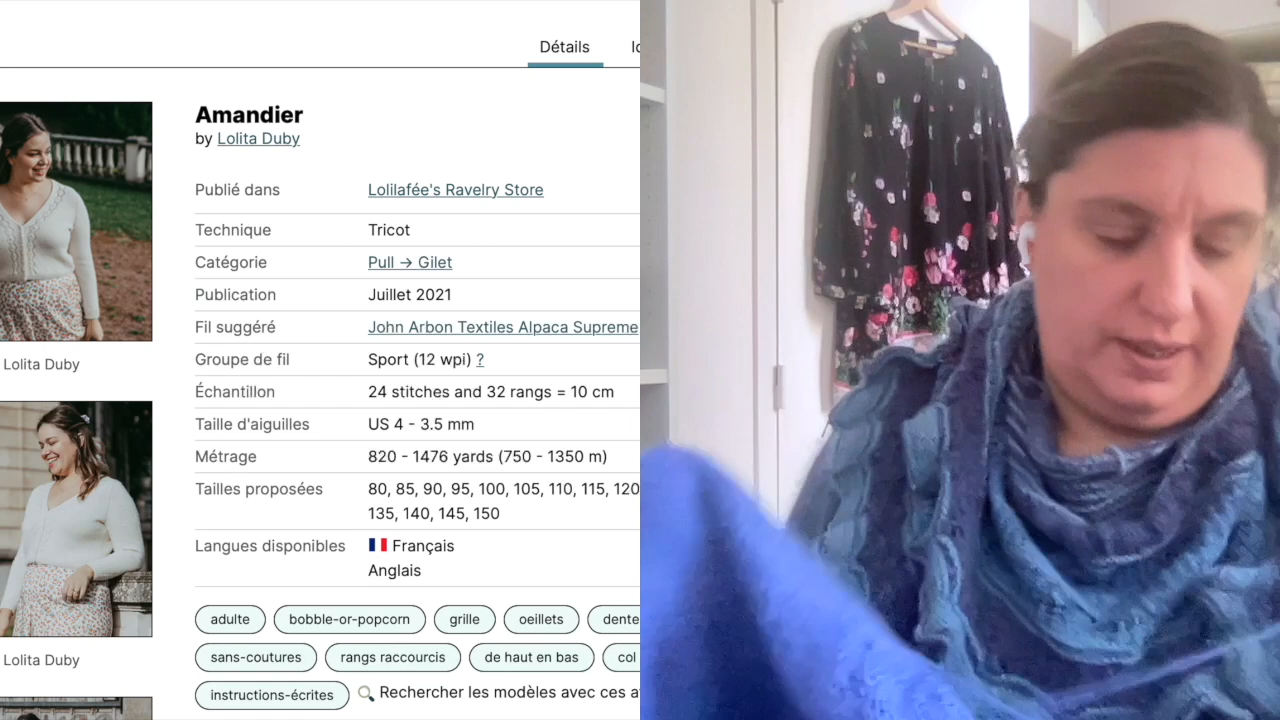 Détails
Amandier
by Lolita Duby
Publié dans Lolilafée's Ravelry Store
Technique Tricot
Catégorie Pull → Gilet
Publication Juillet 2021
Fil suggéré John Arbon Textiles Alpaca Supreme
Groupe de fil Sport (12 wpi) ?
Échantillon 24 stitches and 32 rangs = 10 cm
Taille d'aiguilles US 4 - 3.5 mm
Métrage 820 - 1476 yards (750 - 1350 m)
Tailles proposées 80, 85, 90, 95, 100, 105, 110, 115, 120
135, 140, 145, 150
Langues disponibles Français
Anglais
Lolita Duby
Lolita Duby
adulte bobble-or-popcorn grille oeillets dente
sans-coutures rangs raccourcis de haut en bas col
instructions-écrites Rechercher les modèles avec ces